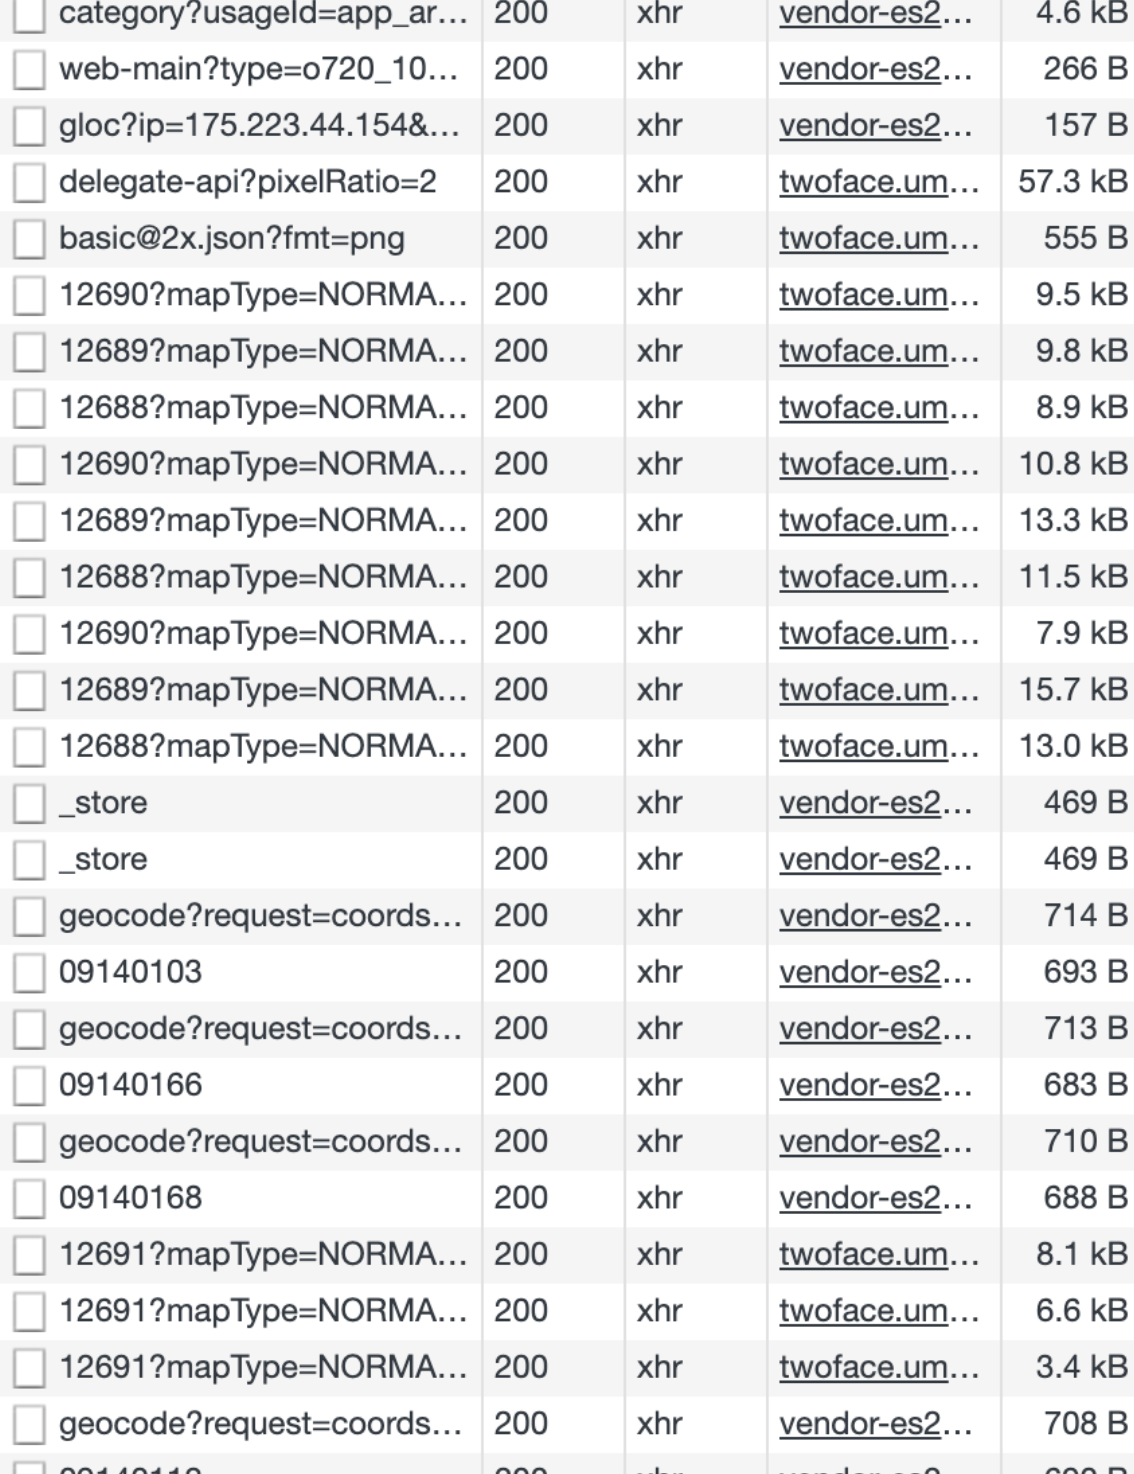 category?usageId=app_ar... 200 xhr vendor-es2... 4.6 kB
web-main?type=o720_10... 200 xhr vendor-es2... 266 B
gloc?ip=175.223.44.154&... 200 xhr vendor-es2... 157 B
delegate-api?pixelRatio=2 200 xhr twoface.um... 57.3 kB
basic@2x.json?fmt=png 200 xhr twoface.um... 555 B
12690?mapType=NORMA... 200 xhr twoface.um... 9.5 kB
12689?mapType=NORMA... 200 xhr twoface.um... 9.8 kB
12688?mapType=NORMA... 200 xhr twoface.um... 8.9 kB
12690?mapType=NORMA... 200 xhr twoface.um... 10.8 kB
12689?mapType=NORMA... 200 xhr twoface.um... 13.3 kB
12688?mapType=NORMA... 200 xhr twoface.um... 11.5 kB
12690?mapType=NORMA... 200 xhr twoface.um... 7.9 kB
12689?mapType=NORMA... 200 xhr twoface.um... 15.7 kB
12688?mapType=NORMA... 200 xhr twoface.um... 13.0 kB
_store 200 xhr vendor-es2... 469 B
_store 200 xhr vendor-es2... 469 B
geocode?request=coords... 200 xhr vendor-es2... 714 B
09140103 200 xhr vendor-es2... 693 B
geocode?request=coords... 200 xhr vendor-es2... 713 B
09140166 200 xhr vendor-es2... 683 B
geocode?request=coords... 200 xhr vendor-es2... 710 B
09140168 200 xhr vendor-es2... 688 B
12691?mapType=NORMA... 200 xhr twoface.um... 8.1 kB
12691?mapType=NORMA... 200 xhr twoface.um... 6.6 kB
12691?mapType=NORMA... 200 xhr twoface.um... 3.4 kB
geocode?request=coords... 200 xhr vendor-es2... 708 B